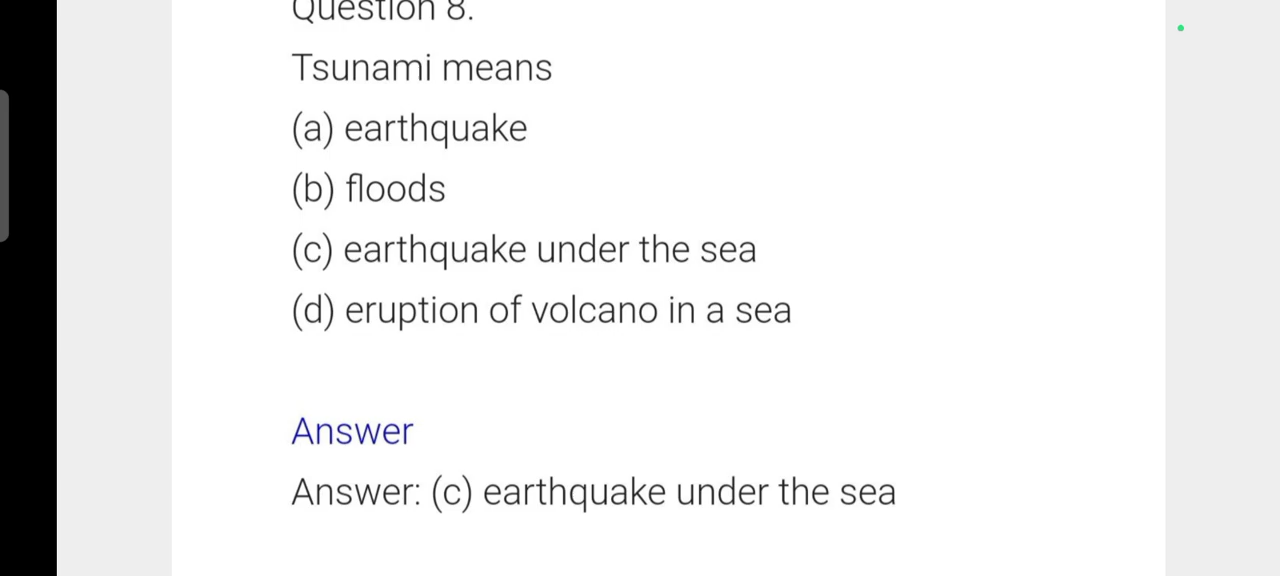 Question 8.
Tsunami means
(a) earthquake
(b) floods
(c) earthquake under the sea
(d) eruption of volcano in a sea
Answer
Answer: (c) earthquake under the sea